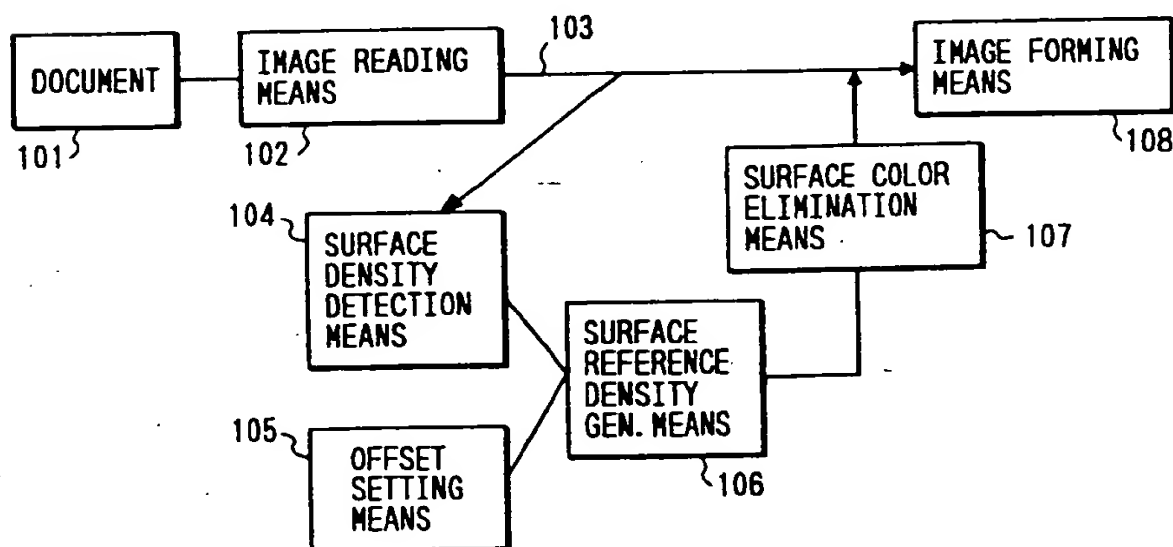 DOCUMENT
101
IMAGE READING
MEANS
102
103
IMAGE FORMING
MEANS
108
104
SURFACE
DENSITY
DETECTION
MEANS
105
OFFSET
SETTING
MEANS
SURFACE
REFERENCE
DENSITY
GEN. MEANS
106
SURFACE COLOR
ELIMINATION
MEANS
107